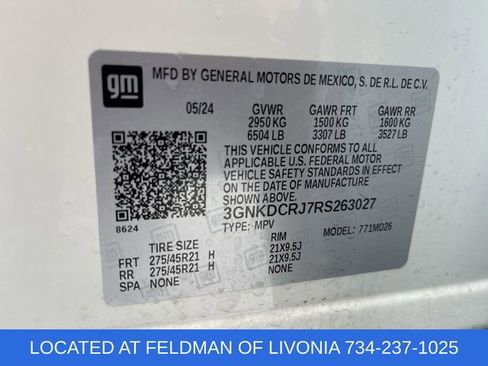 gm
MFD BY GENERAL MOTORS DE MEXICO, S. DE R.L. DE C.V.
05/24 GVWR GAWR FRT GAWR RR
2950 KG 1500 KG 1600 KG
6504 LB 3307 LB 3527 LB
THIS VEHICLE CONFORMS TO ALL
APPLICABLE U.S. FEDERAL MOTOR
VEHICLE SAFETY STANDARDS IN EFFECT
ON THE DATE OF MANUFACTURE
SHOWN ABOVE.
3GNKDCRJ7RS263027
8624 TYPE: MPV MODEL: 771MD26
TIRE SIZE RIM
FRT 275/45R21 H 21X9.5J
RR 275/45R21 H 21X9.5J
SPA NONE NONE
LOCATED AT FELDMAN OF LIVONIA 734-237-1025